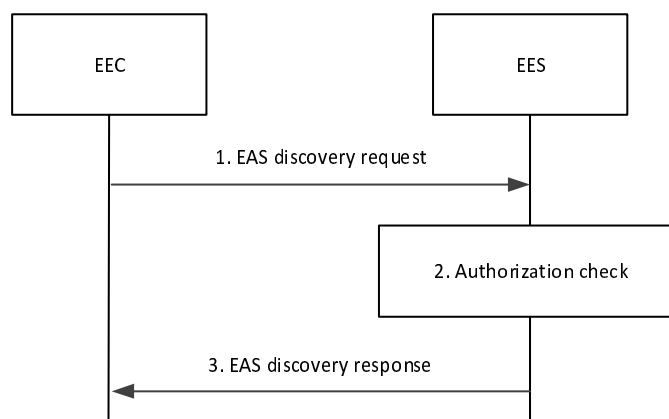 EEC
EES
1. EAS discovery request
2. Authorization check
3. EAS discovery response